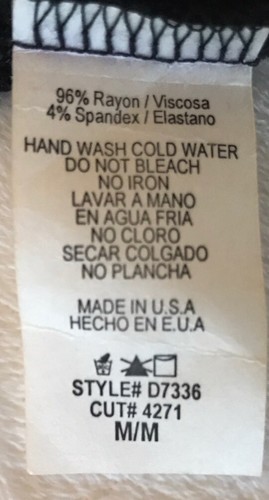 96% Rayon / Viscosa
4% Spandex / Elastano
HAND WASH COLD WATER
DO NOT BLEACH
NO IRON
LAVAR A MANO
EN AGUA FRIA
NO CLORO
SECAR COLGADO
NO PLANCHA
MADE IN U.S.A
HECHO EN E.U.A
STYLE# D7336
CUT# 4271
M/M